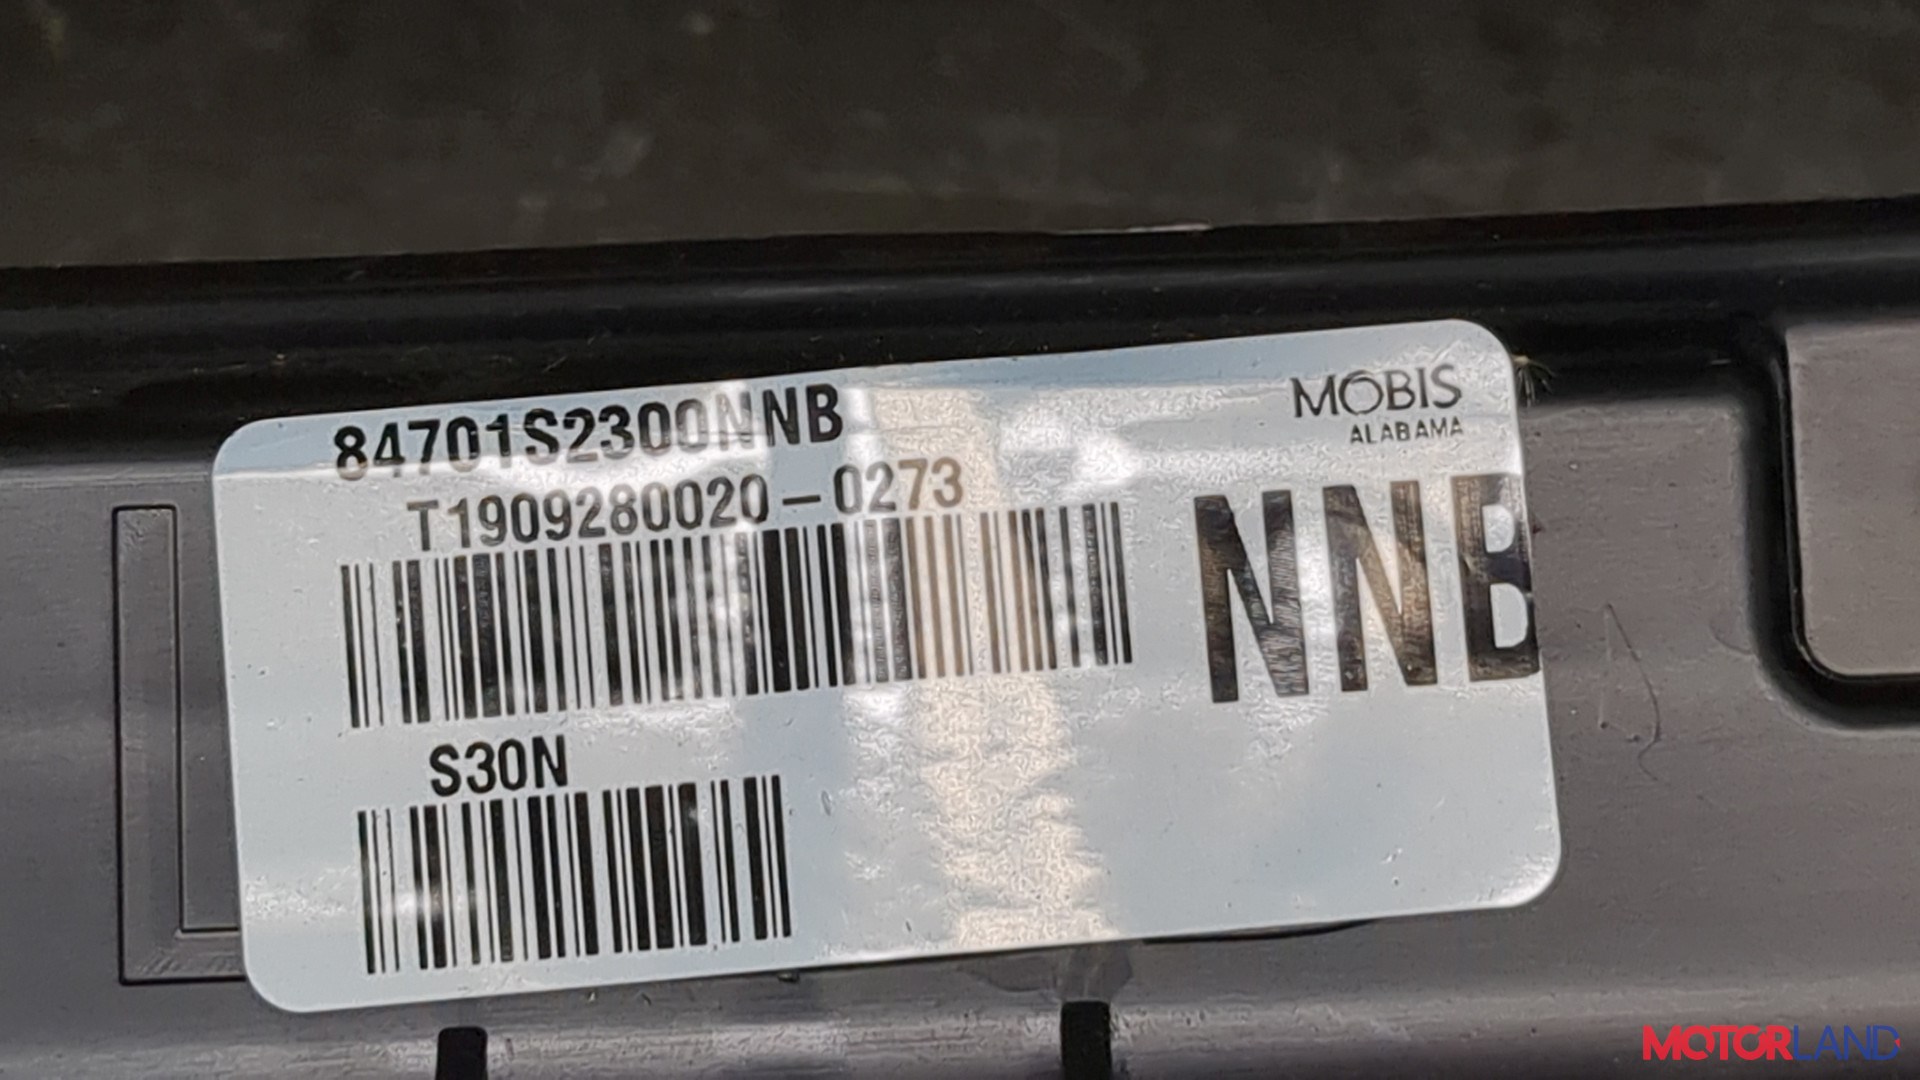 84701S2300NNB
MOBIS
ALABAMA
T1909280020-0273
NNB
S30N
MOTORLAND